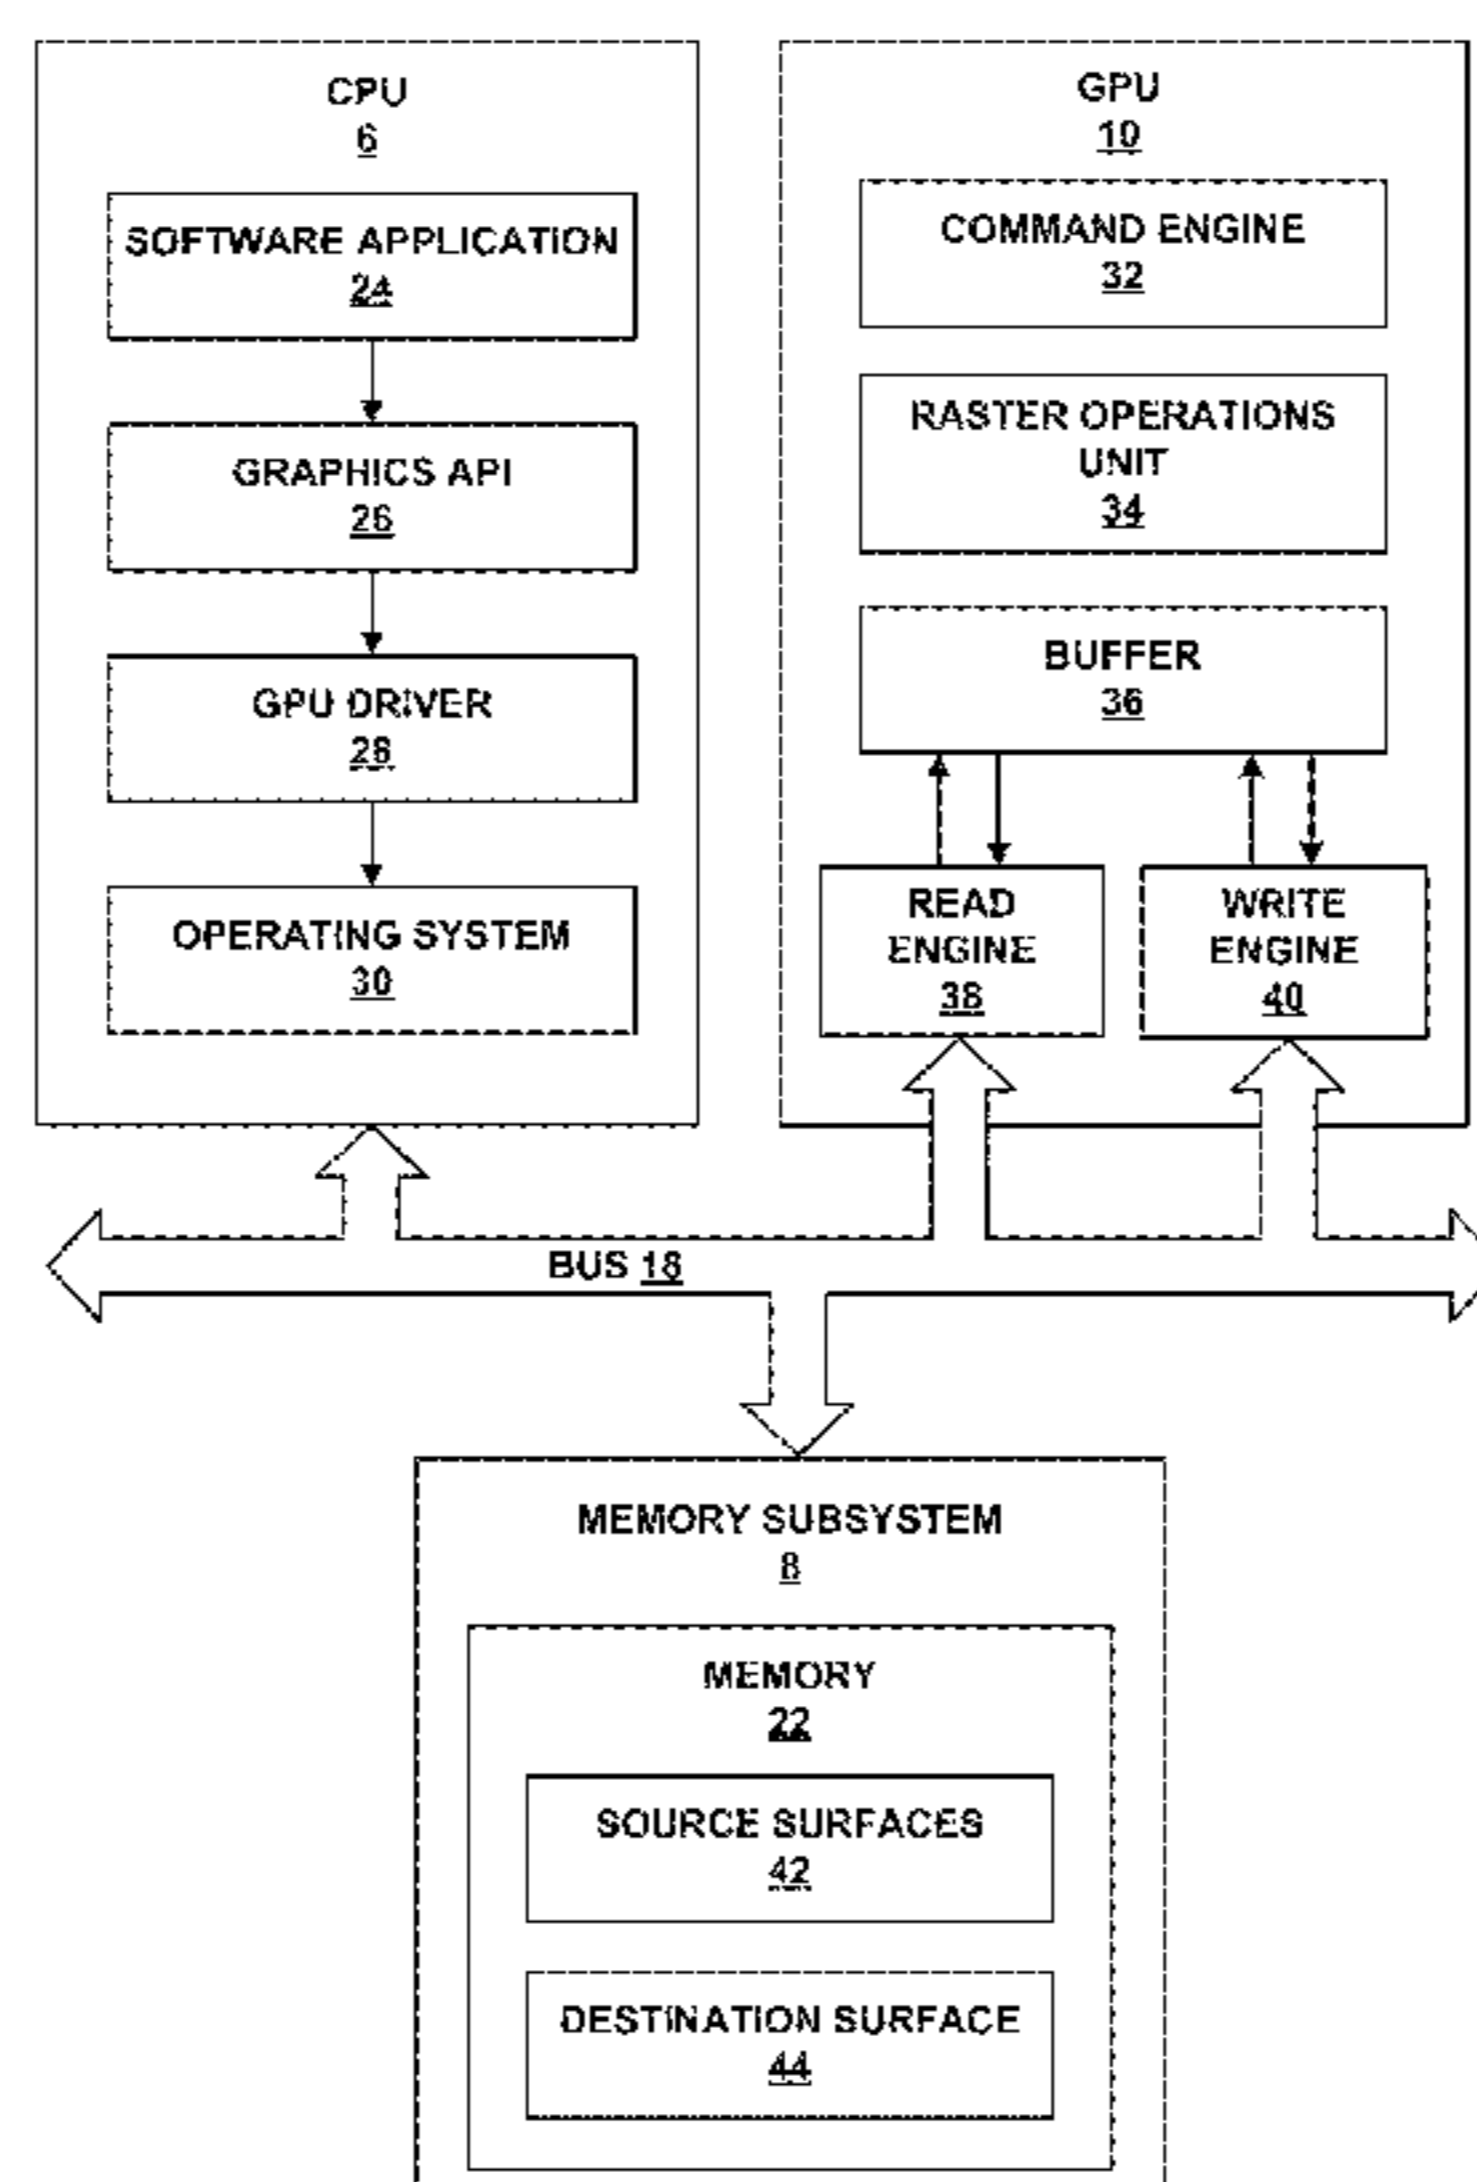 CPU
6
SOFTWARE APPLICATION
24
GRAPHICS API
26
GPU DRIVER
28
OPERATING SYSTEM
30
GPU
10
COMMAND ENGINE
32
RASTER OPERATIONS
UNIT
34
BUFFER
36
READ
ENGINE
38
WRITE
ENGINE
40
BUS 18
MEMORY SUBSYSTEM
8
MEMORY
22
SOURCE SURFACES
42
DESTINATION SURFACE
44